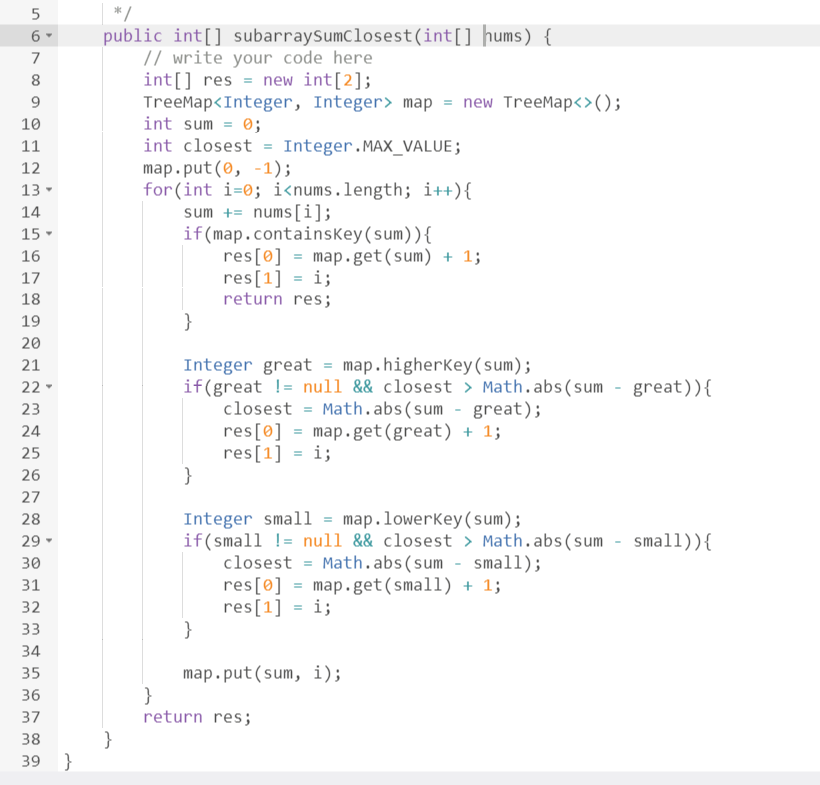 5      */
6     public int[] subarraySumClosest(int[] nums) {
7         // write your code here
8         int[] res = new int[2];
9         TreeMap<Integer, Integer> map = new TreeMap<>();
10         int sum = 0;
11         int closest = Integer.MAX_VALUE;
12         map.put(0, -1);
13         for(int i=0; i<nums.length; i++){
14             sum += nums[i];
15             if(map.containsKey(sum)){
16                 res[0] = map.get(sum) + 1;
17                 res[1] = i;
18                 return res;
19             }
20
21             Integer great = map.higherKey(sum);
22             if(great != null && closest > Math.abs(sum - great)){
23                 closest = Math.abs(sum - great);
24                 res[0] = map.get(great) + 1;
25                 res[1] = i;
26             }
27
28             Integer small = map.lowerKey(sum);
29             if(small != null && closest > Math.abs(sum - small)){
30                 closest = Math.abs(sum - small);
31                 res[0] = map.get(small) + 1;
32                 res[1] = i;
33             }
34
35             map.put(sum, i);
36         }
37         return res;
38     }
39 }